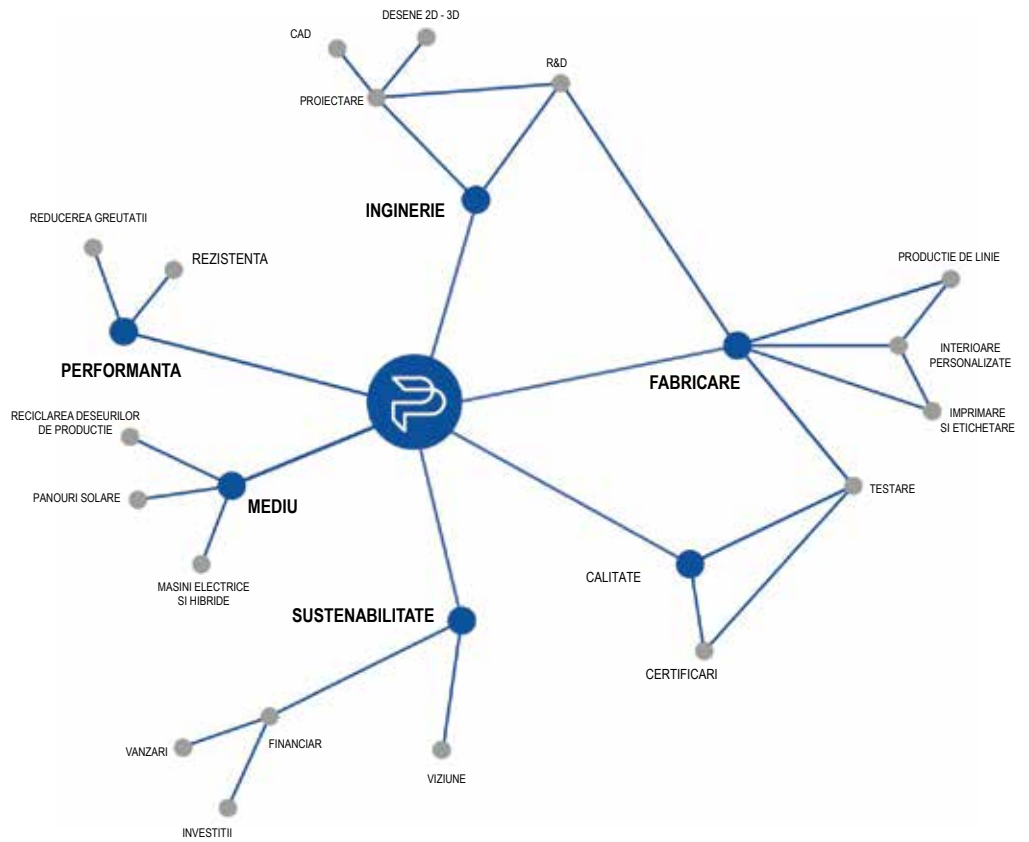 DESENE 2D - 3D
CAD
R&D
PROIECTARE
INGINERIE
REDUCEREA GREUTATII
REZISTENTA
PRODUCTIE DE LINIE
INTERIOARE
PERSONALIZATE
PERFORMANTA
FABRICARE
IMPRIMARE
SI ETICHETARE
RECICLAREA DESEURILOR
DE PRODUCTIE
PANOURI SOLARE
MEDIU
TESTARE
MASINI ELECTRICE
SI HIBRIDE
CALITATE
SUSTENABILITATE
CERTIFICARI
VANZARI
FINANCIAR
VIZIUNE
INVESTITII